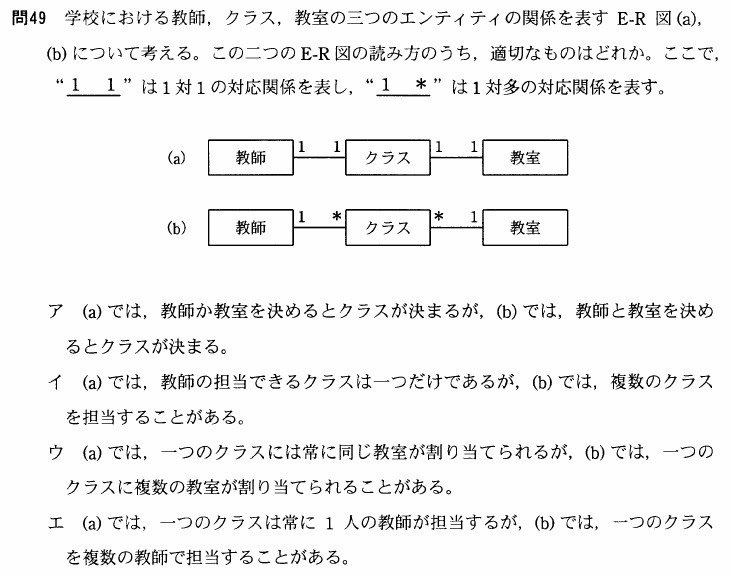 問49 学校における教師，クラス，教室の三つのエンティティの関係を表す E-R 図(a)，
(b)について考える。この二つの E-R 図の読み方のうち，適切なものはどれか。ここで，
“1 1”は1対1の対応関係を表し，“1 *”は1対多の対応関係を表す。
(a) 教師 1 1 クラス 1 1 教室
(b) 教師 1 * クラス * 1 教室
ア (a)では，教師か教室を決めるとクラスが決まるが，(b)では，教師と教室を決め
るとクラスが決まる。
イ (a)では，教師の担当できるクラスは一つだけであるが，(b)では，複数のクラス
を担当することがある。
ウ (a)では，一つのクラスには常に同じ教室が割り当てられるが，(b)では，一つの
クラスに複数の教室が割り当てられることがある。
エ (a)では，一つのクラスは常に 1 人の教師が担当するが，(b)では，一つのクラス
を複数の教師で担当することがある。